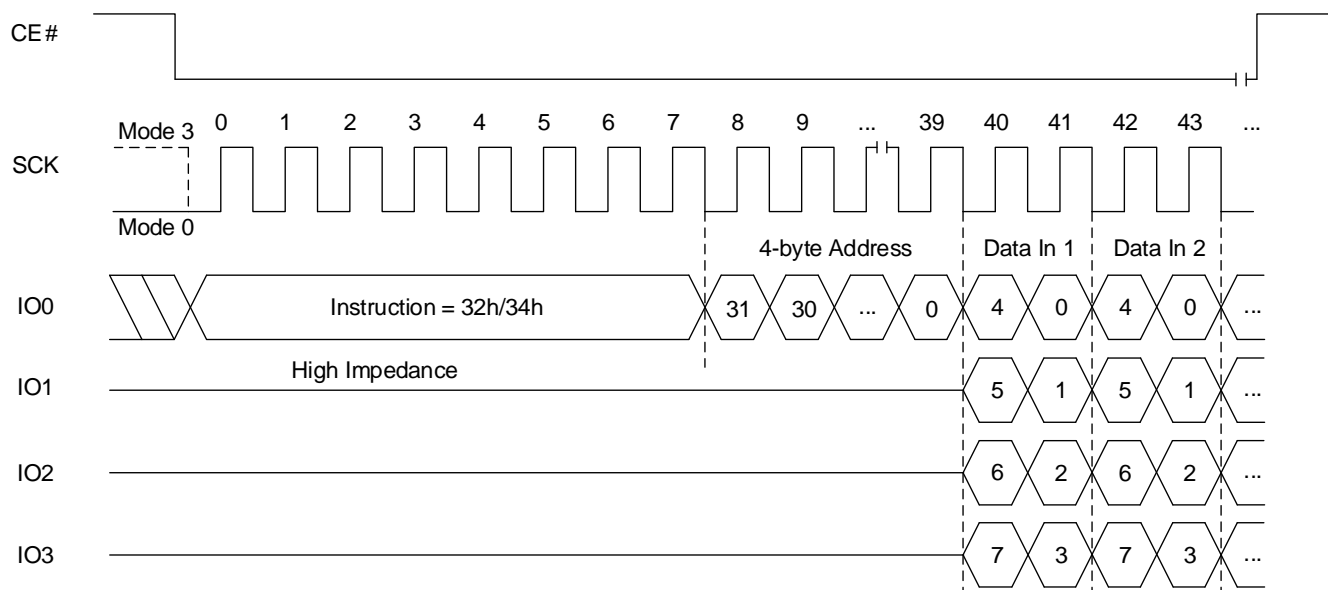 CE#
Mode 3 0 1 2 3 4 5 6 7 8 9 ... 39 40 41 42 43 ...
SCK
Mode 0
4-byte Address Data In 1 Data In 2
IO0 Instruction = 32h/34h 31 30 ... 0 4 0 4 0 ...
High Impedance
IO1 5 1 5 1 ...
IO2 6 2 6 2 ...
IO3 7 3 7 3 ...